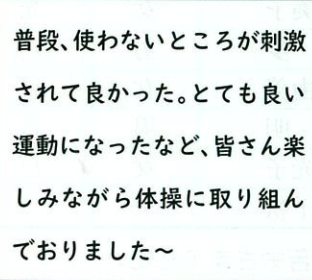 普段、使わないところが刺激
されて良かった。とても良い
運動になったなど、皆さん楽
しみながら体操に取り組ん
でおりました～